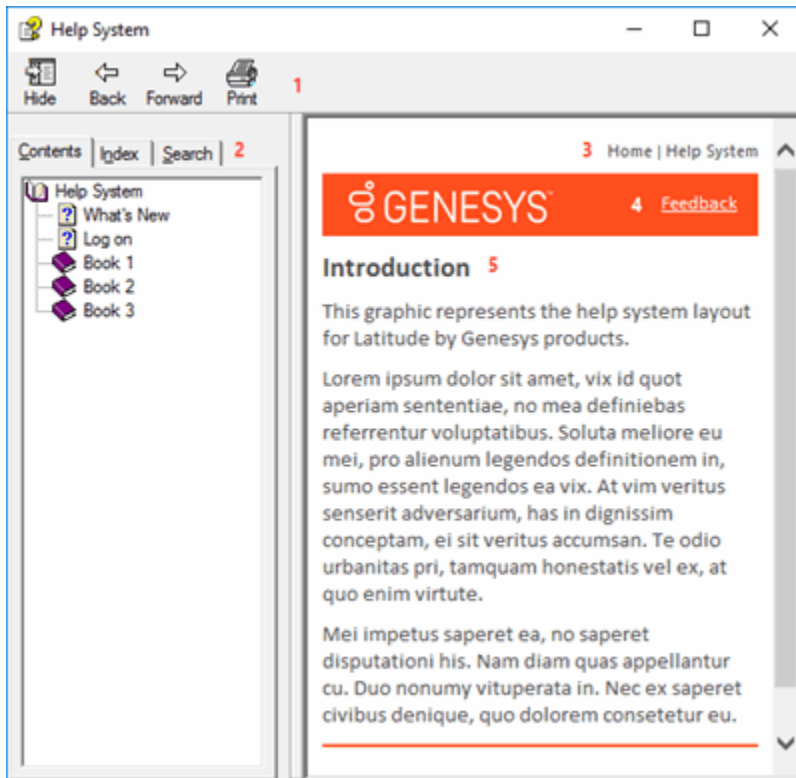 Help System
Hide Back Forward Print 1
Contents Index Search 2
Help System
What's New
Log on
Book 1
Book 2
Book 3
3 Home | Help System
GENESYS™ 4 Feedback
Introduction 5
This graphic represents the help system layout
for Latitude by Genesys products.
Lorem ipsum dolor sit amet, vix id quot
aperiam sententiae, no mea definiebas
referrentur voluptatibus. Soluta meliore eu
mei, pro alienum legendos definitionem in,
sumo essent legendos ea vix. At vim veritus
senserit adversarium, has in dignissim
conceptam, ei sit veritus accumsan. Te odio
urbanitas pri, tamquam honestatis vel ex, at
quo enim virtute.
Mei impetus saperet ea, no saperet
disputationi his. Nam diam quas appellantur
cu. Duo nonumy vituperata in. Nec ex saperet
civibus denique, quo dolorem consetetur eu.